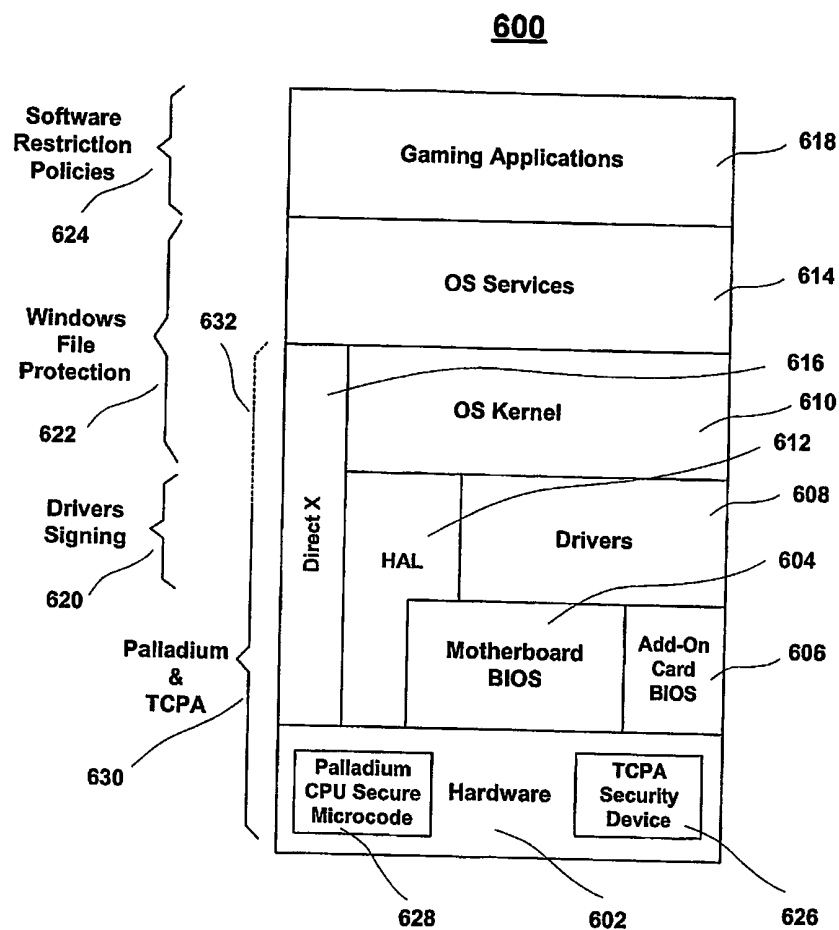 600
Software
Restriction
Policies
624
Gaming Applications
618
OS Services
614
Windows
File
Protection
622
632
616
OS Kernel
610
612
608
Drivers
Signing
620
Direct X
HAL
Drivers
604
Motherboard
BIOS
Add-On
Card
BIOS
606
Palladium
&
TCPA
630
Palladium
CPU Secure
Microcode
Hardware
TCPA
Security
Device
628
602
626